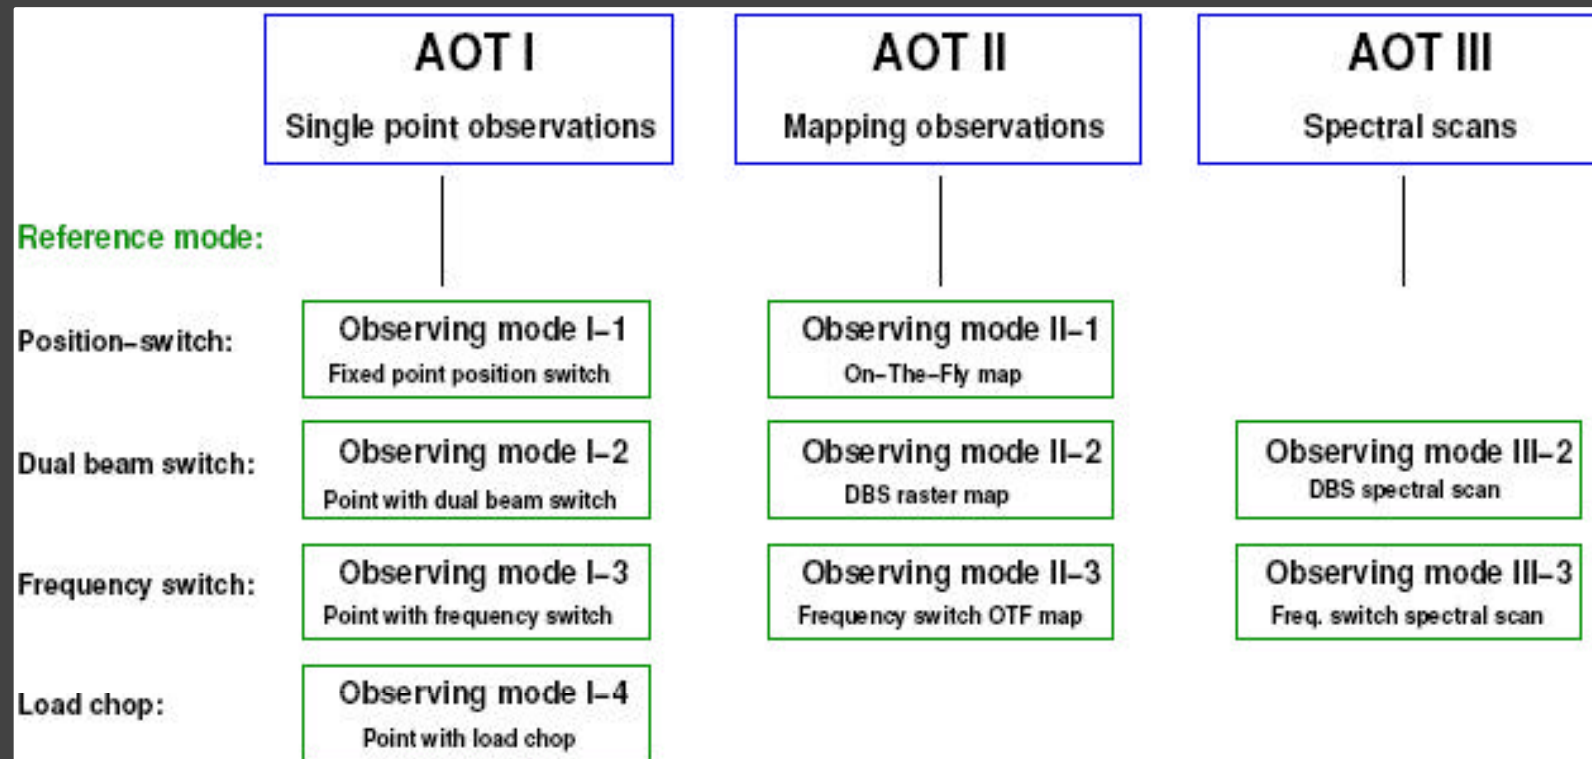 AOT I
Single point observations
AOT II
Mapping observations
AOT III
Spectral scans
Reference mode:
Position-switch:
Observing mode I-1
Fixed point position switch
Observing mode II-1
On-The-Fly map
Dual beam switch:
Observing mode I-2
Point with dual beam switch
Observing mode II-2
DBS raster map
Observing mode III-2
DBS spectral scan
Frequency switch:
Observing mode I-3
Point with frequency switch
Observing mode II-3
Frequency switch OTF map
Observing mode III-3
Freq. switch spectral scan
Load chop:
Observing mode I-4
Point with load chop